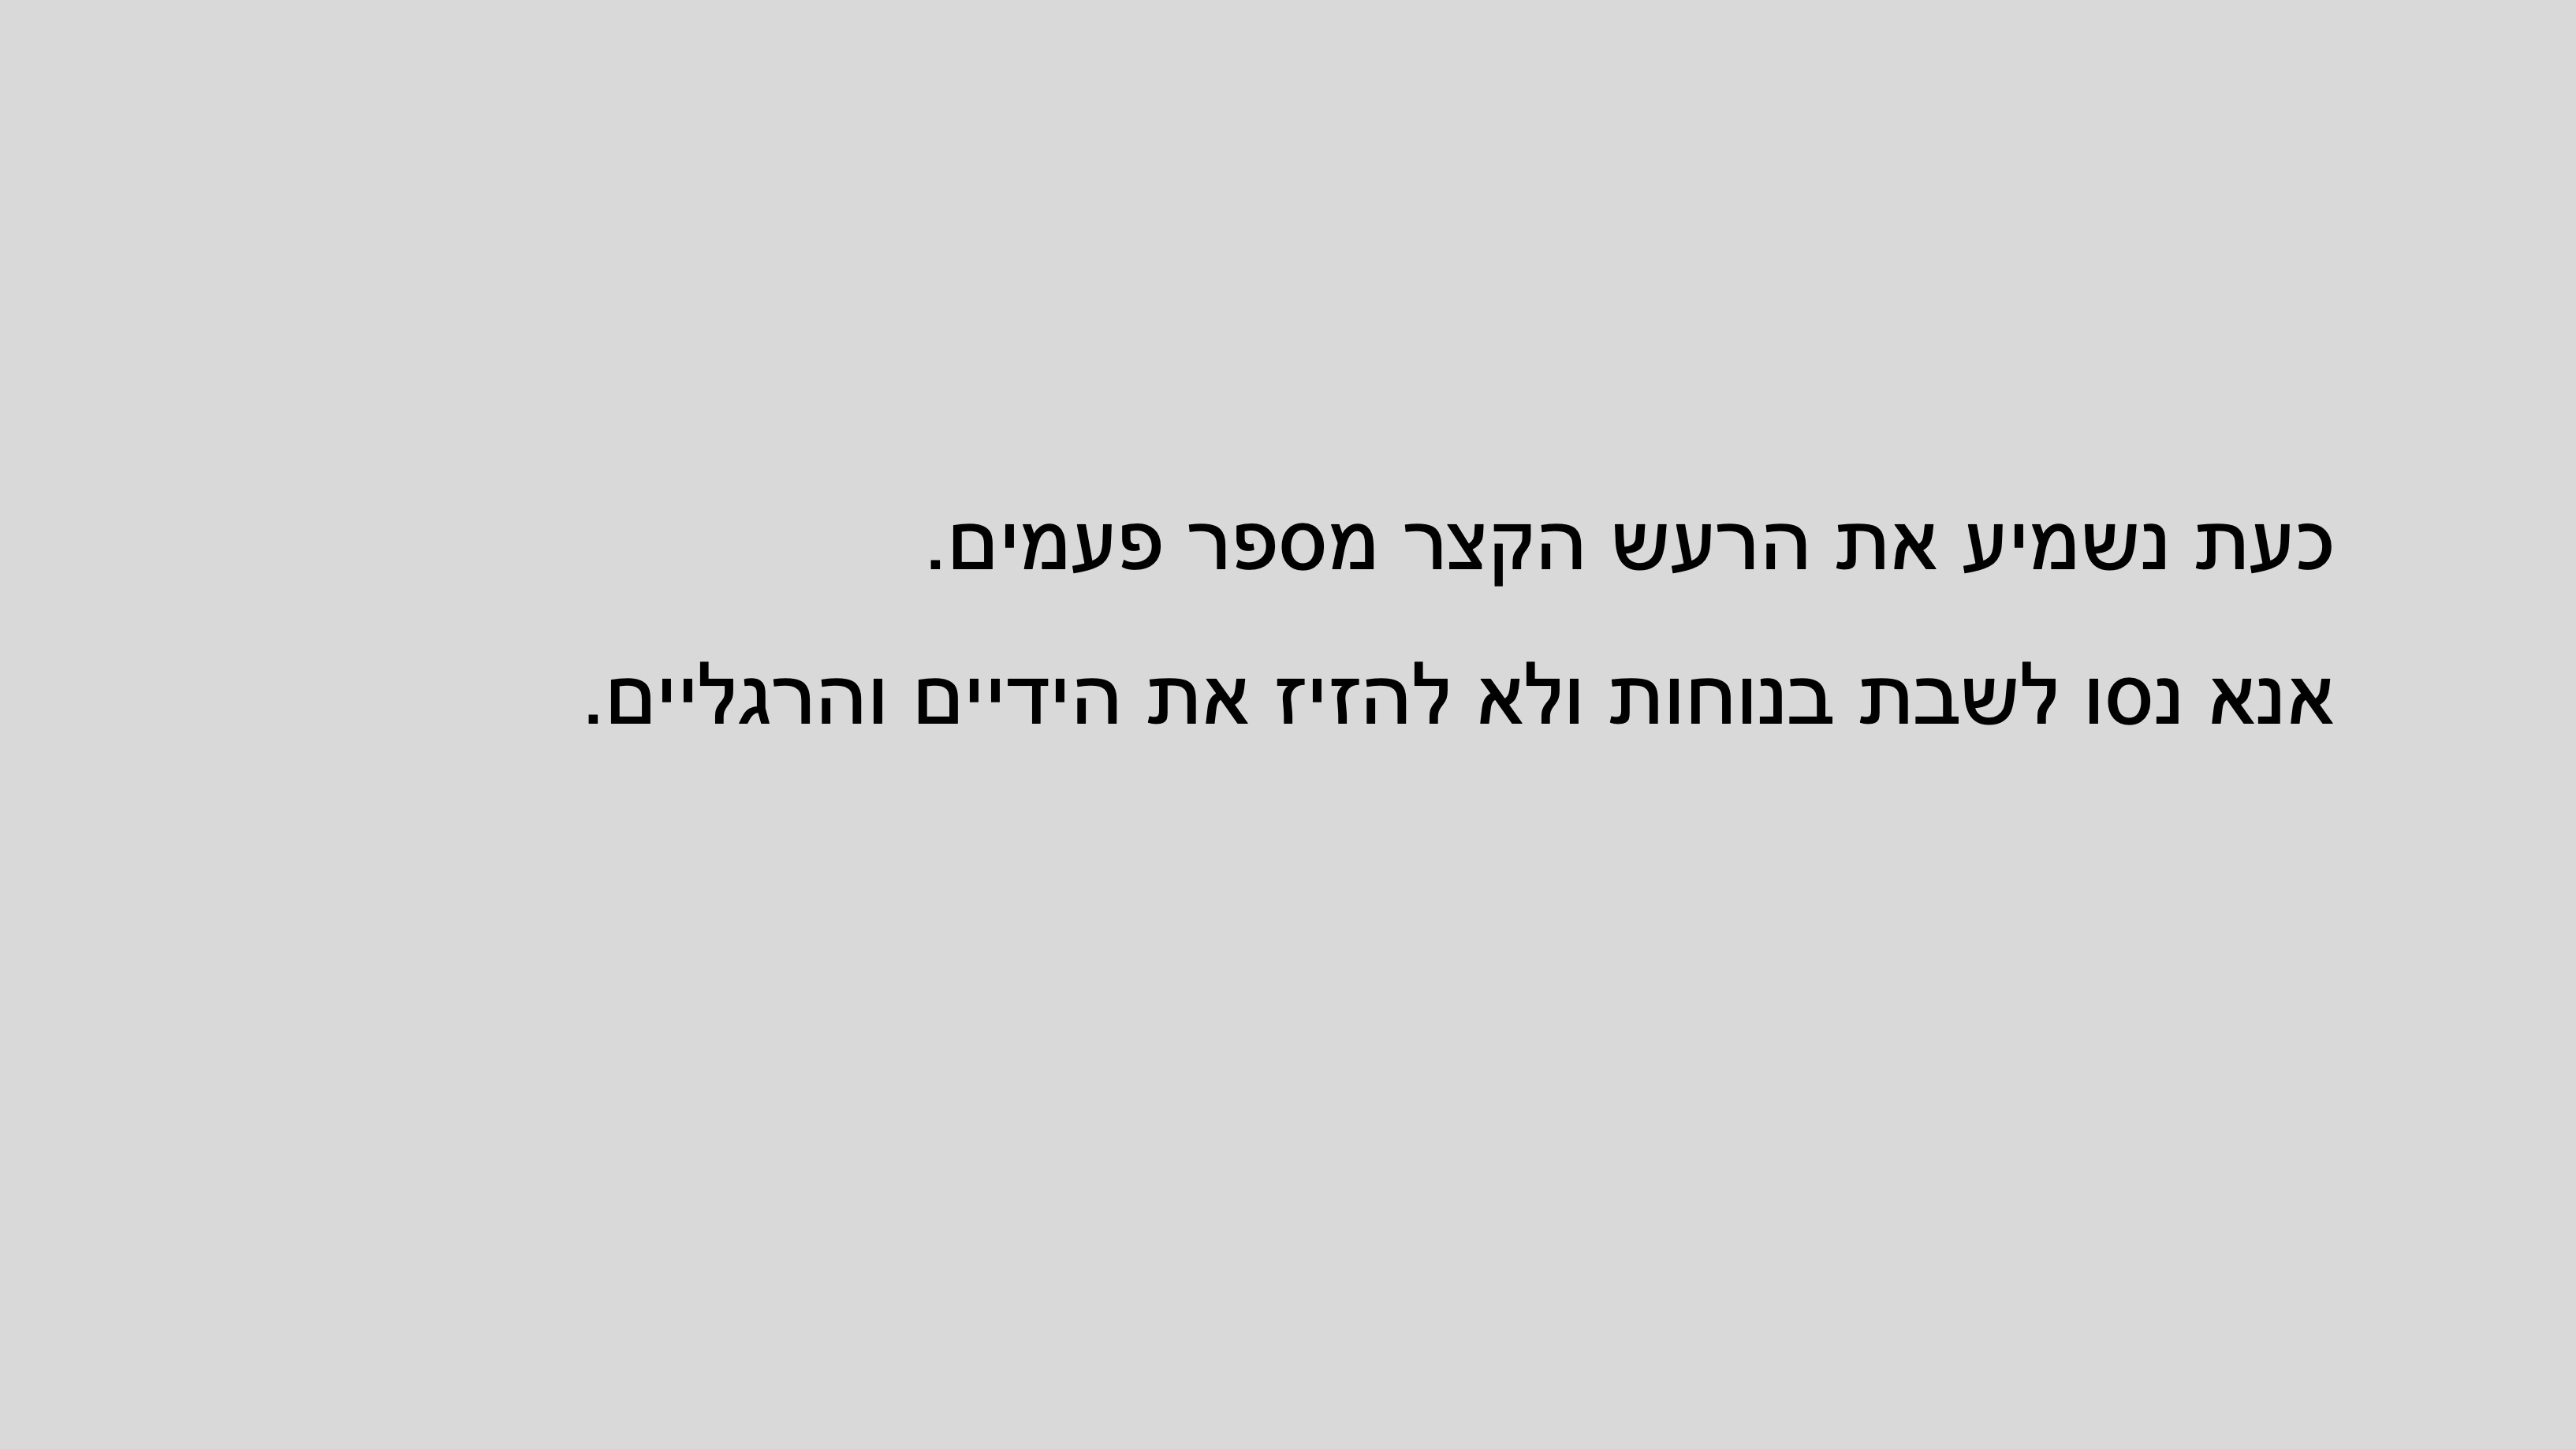 כעת נשמיע את הרעש הקצר מספר פעמים.
אנא נסו לשבת בנוחות ולא להזיז את הידיים והרגליים.